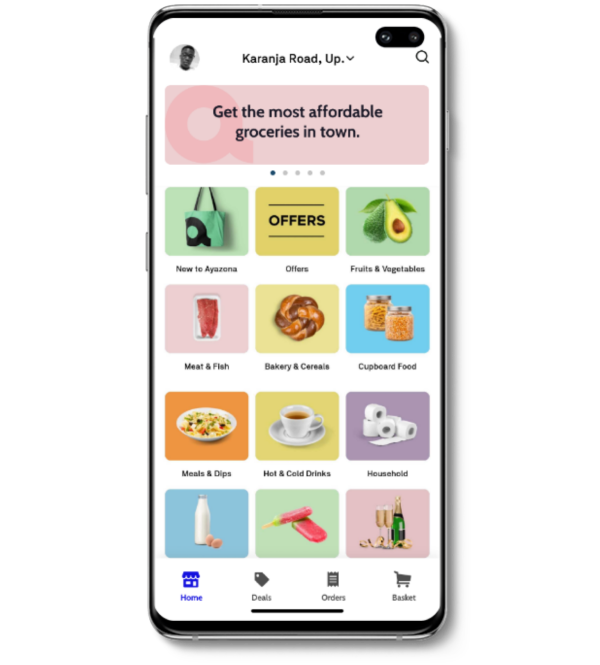 Karanja Road, Up.
Get the most affordable
groceries in town.
OFFERS
New to Ayazona
Offers
Fruits & Vegetables
Meat & Fish
Bakery & Cereals
Cupboard Food
Meals & Dips
Hot & Cold Drinks
Household
Home
Deals
Orders
Basket